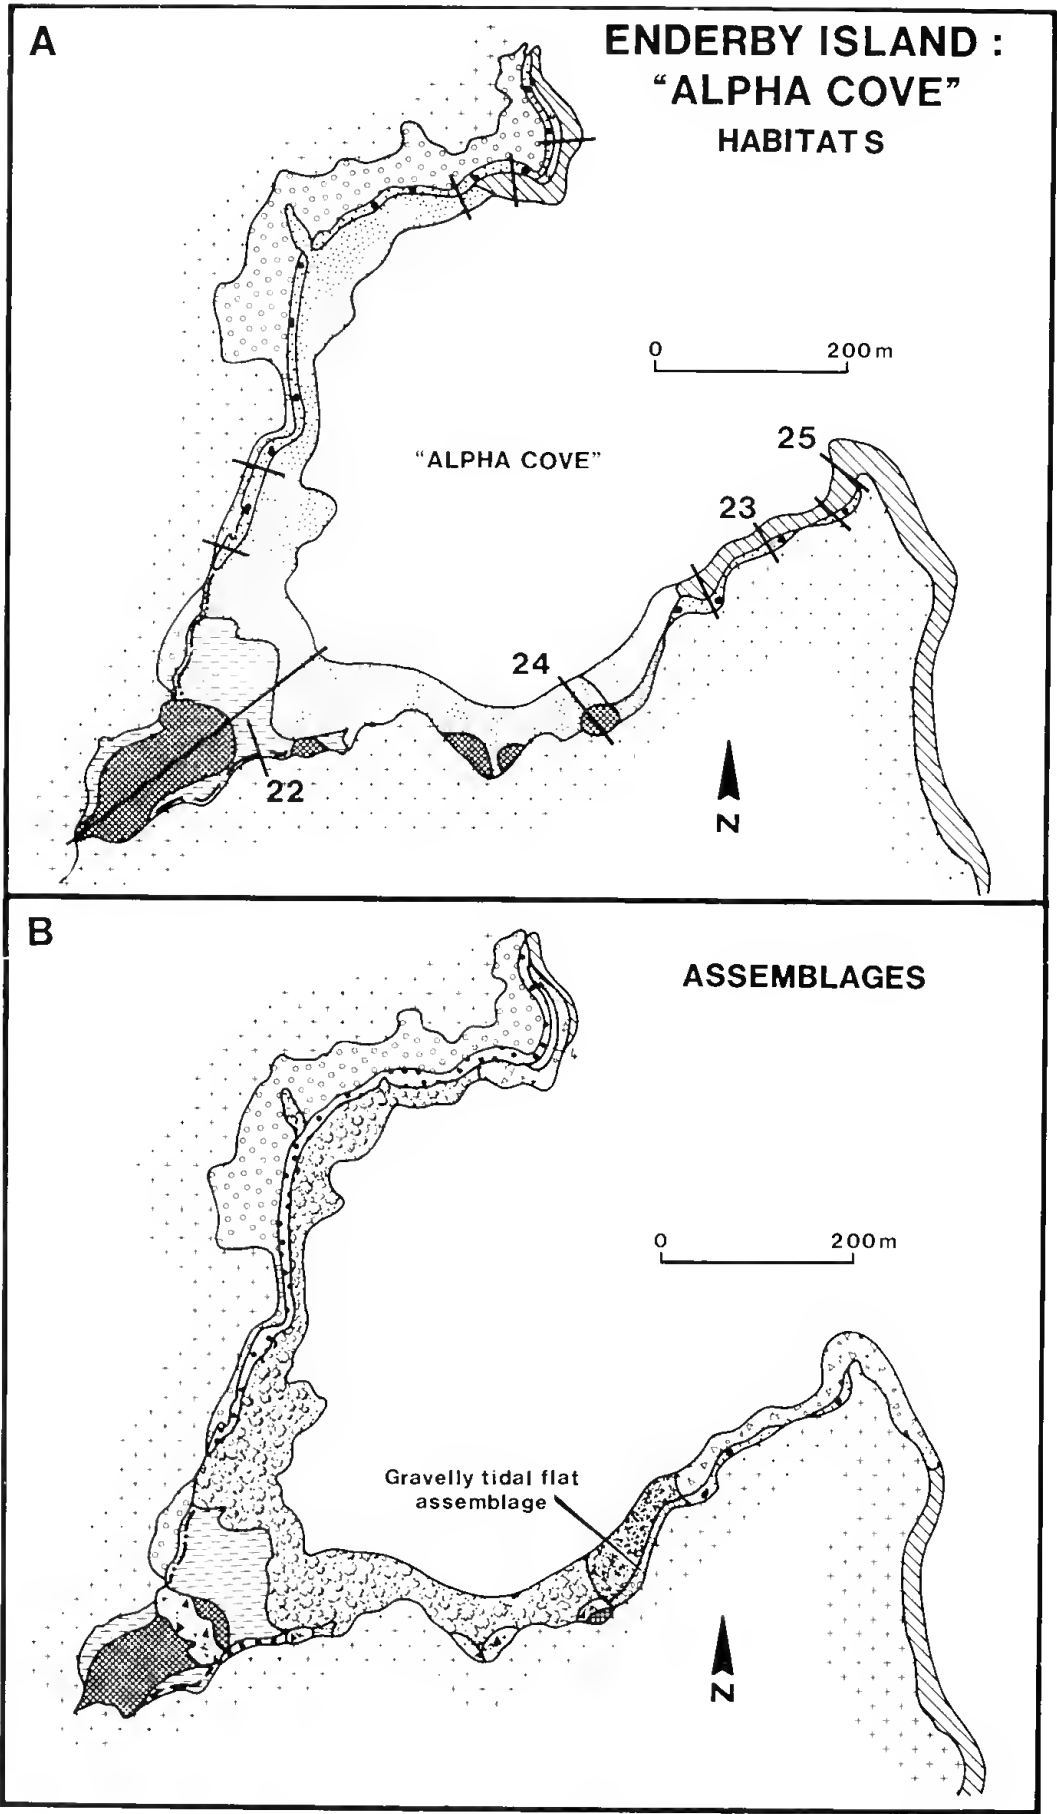 A
ENDERBY ISLAND :
“ALPHA COVE”
HABITATS
0 200m
25
“ALPHA COVE”
23
24
22
N
B
ASSEMBLAGES
0 200m
Gravelly tidal flat
assemblage
N